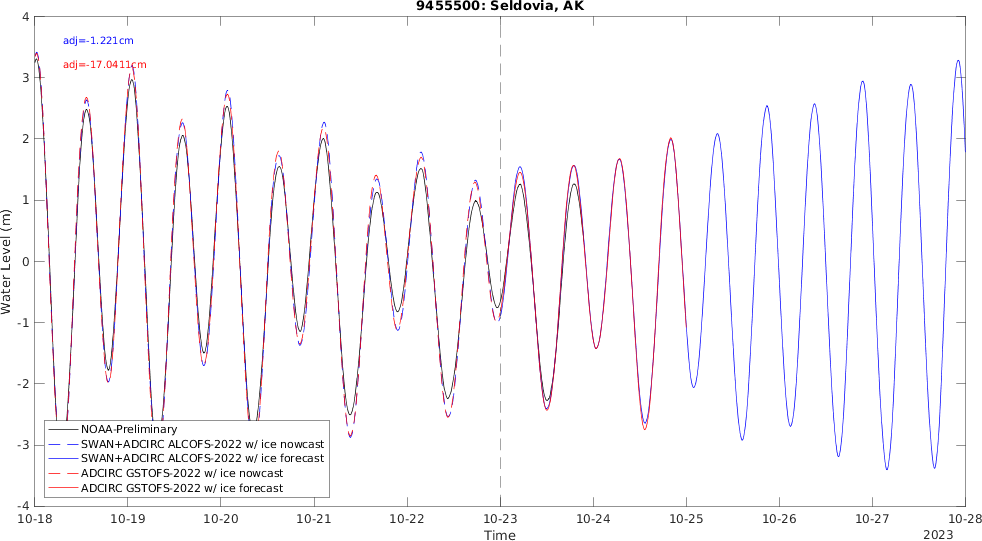 9455500: Seldovia, AK
adj=-1.221cm
adj=-17.0411cm
Water Level (m)
4
3
2
1
0
-1
-2
-3
-4
NOAA-Preliminary
SWAN+ADCIRC ALCOFS-2022 w/ ice nowcast
SWAN+ADCIRC ALCOFS-2022 w/ ice forecast
ADCIRC GSTOFS-2022 w/ ice nowcast
ADCIRC GSTOFS-2022 w/ ice forecast
10-18 10-19 10-20 10-21 10-22 10-23 10-24 10-25 10-26 10-27 10-28
Time
2023